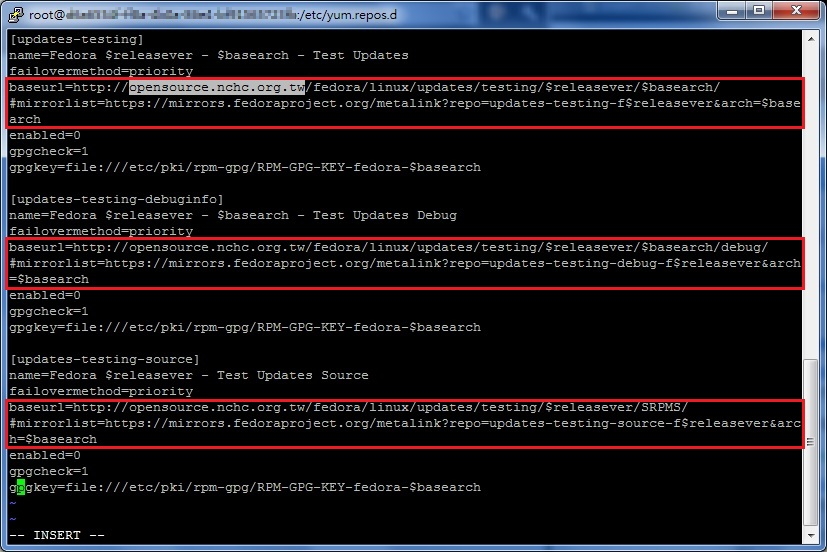 root@:/etc/yum.repos.d
[updates-testing]
name=Fedora $releasever - $basearch - Test Updates
failovermethod=priority
baseurl=http://opensource.nchc.org.tw/fedora/linux/updates/testing/$releasever/$basearch/
#mirrorlist=https://mirrors.fedoraproject.org/metalink?repo=updates-testing-f$releasever&arch=$base
arch
enabled=0
gpgcheck=1
gpgkey=file:///etc/pki/rpm-gpg/RPM-GPG-KEY-fedora-$basearch
[updates-testing-debuginfo]
name=Fedora $releasever - $basearch - Test Updates Debug
failovermethod=priority
baseurl=http://opensource.nchc.org.tw/fedora/linux/updates/testing/$releasever/$basearch/debug/
#mirrorlist=https://mirrors.fedoraproject.org/metalink?repo=updates-testing-debug-f$releasever&arch
=$basearch
enabled=0
gpgcheck=1
gpgkey=file:///etc/pki/rpm-gpg/RPM-GPG-KEY-fedora-$basearch
[updates-testing-source]
name=Fedora $releasever - Test Updates Source
failovermethod=priority
baseurl=http://opensource.nchc.org.tw/fedora/linux/updates/testing/$releasever/SRPMS/
#mirrorlist=https://mirrors.fedoraproject.org/metalink?repo=updates-testing-source-f$releasever&arc
h=$basearch
enabled=0
gpgcheck=1
gpgkey=file:///etc/pki/rpm-gpg/RPM-GPG-KEY-fedora-$basearch
~
~
-- INSERT --